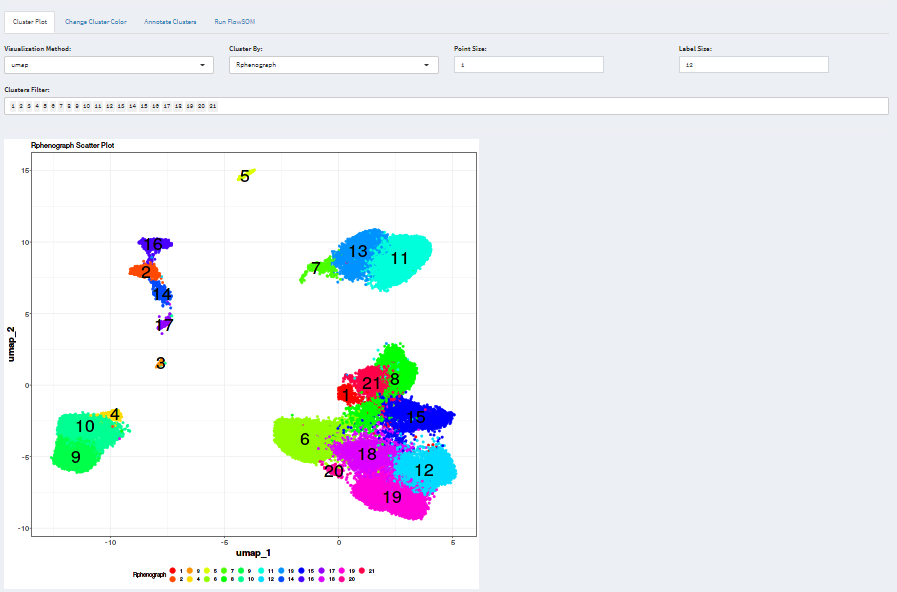 Cluster Plot Change Cluster Color Annotate Clusters Run FlowSOM
Visualization Method: Cluster By: Point Size: Label Size:
umap Rphenograph 1 12
Clusters Filter:
1 2 3 4 5 6 7 8 9 10 11 12 13 14 15 16 17 18 19 20 21
Rphenograph Scatter Plot
15
5
10
16
13
11
7
2
14
5
17
3
0
21
8
1
4
15
10
6
18
9
-5
20
12
19
-10
-10 -5 0 5
umap_1
umap_2
Rphenograph
1 3 5 7 9 11 13 15 17 19 21
2 4 6 8 10 12 14 16 18 20